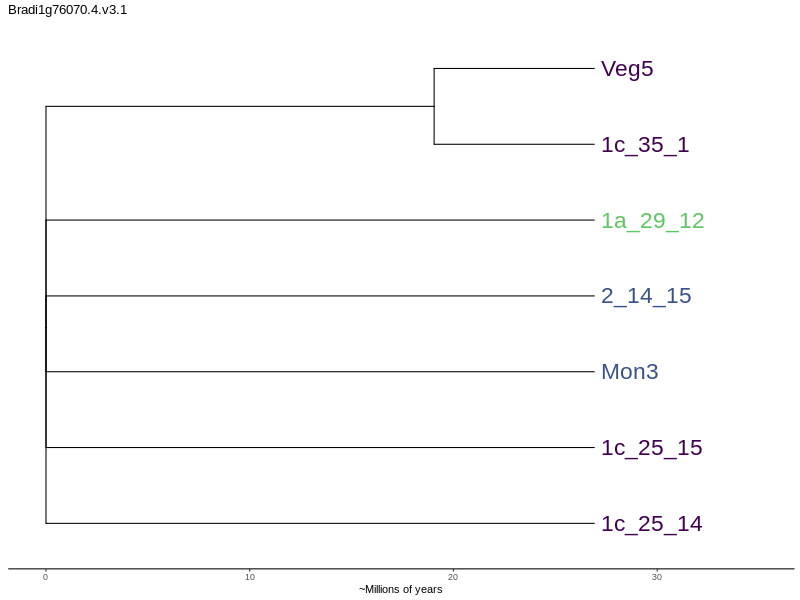 Bradi1g76070.4.v3.1
Veg5
1c_35_1
1a_29_12
2_14_15
Mon3
1c_25_15
1c_25_14
0 10 20 30
~Millions of years